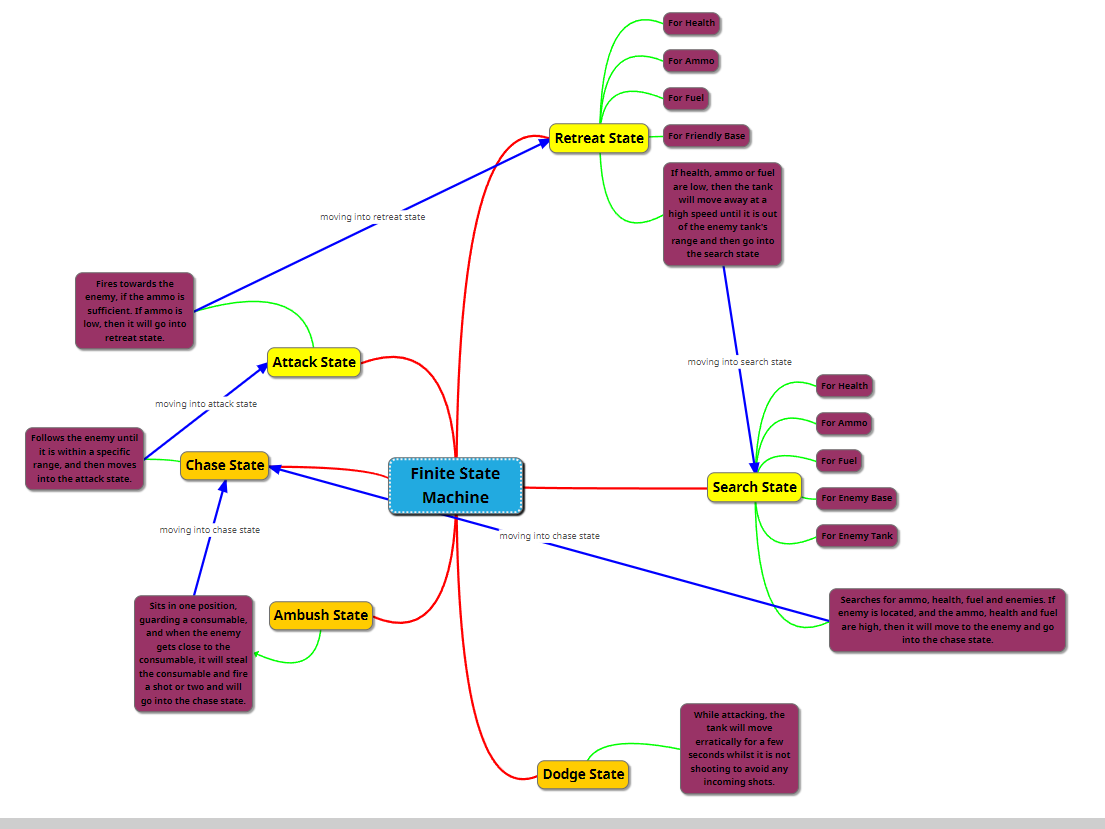 For Health
For Ammo
For Fuel
For Friendly Base
Retreat State
If health, ammo or fuel
are low, then the tank
will move away at a
high speed until it is out
of the enemy tank's
range and then go into
the search state
moving into retreat state
Fires towards the
enemy, if the ammo is
sufficient. If ammo is
low, then it will go into
retreat state.
Attack State
moving into search state
moving into attack state
For Health
For Ammo
For Fuel
For Enemy Base
For Enemy Tank
Search State
Follows the enemy until
it is within a specific
range, and then moves
into the attack state.
Chase State
Finite State
Machine
moving into chase state
moving into chase state
Sits in one position,
guarding a consumable,
and when the enemy
gets close to the
consumable, it will steal
the consumable and fire
a shot or two and will
go into the chase state.
Ambush State
Searches for ammo, health, fuel and enemies. If
enemy is located, and the ammo, health and fuel
are high, then it will move to the enemy and go
into the chase state.
While attacking, the
tank will move
erratically for a few
seconds whilst it is not
shooting to avoid any
incoming shots.
Dodge State